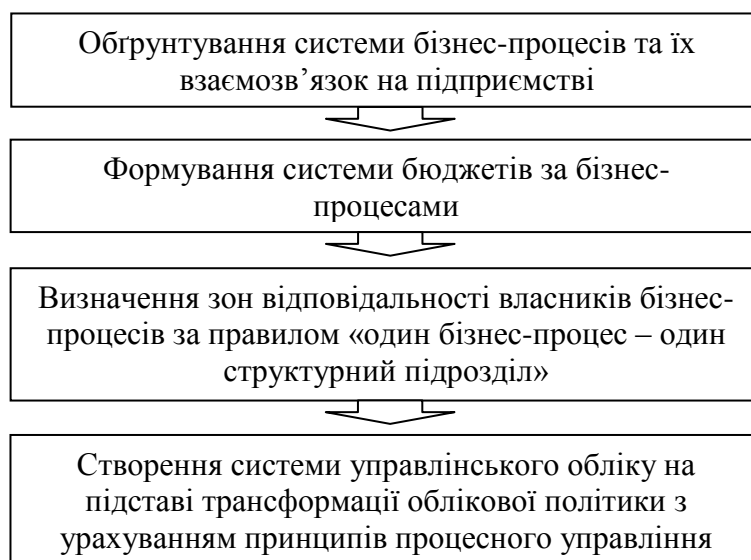 Обґрунтування системи бізнес-процесів та їх
взаємозв’язок на підприємстві
Формування системи бюджетів за бізнес-
процесами
Визначення зон відповідальності власників бізнес-
процесів за правилом «один бізнес-процес – один
структурний підрозділ»
Створення системи управлінського обліку на
підставі трансформації облікової політики з
урахуванням принципів процесного управління